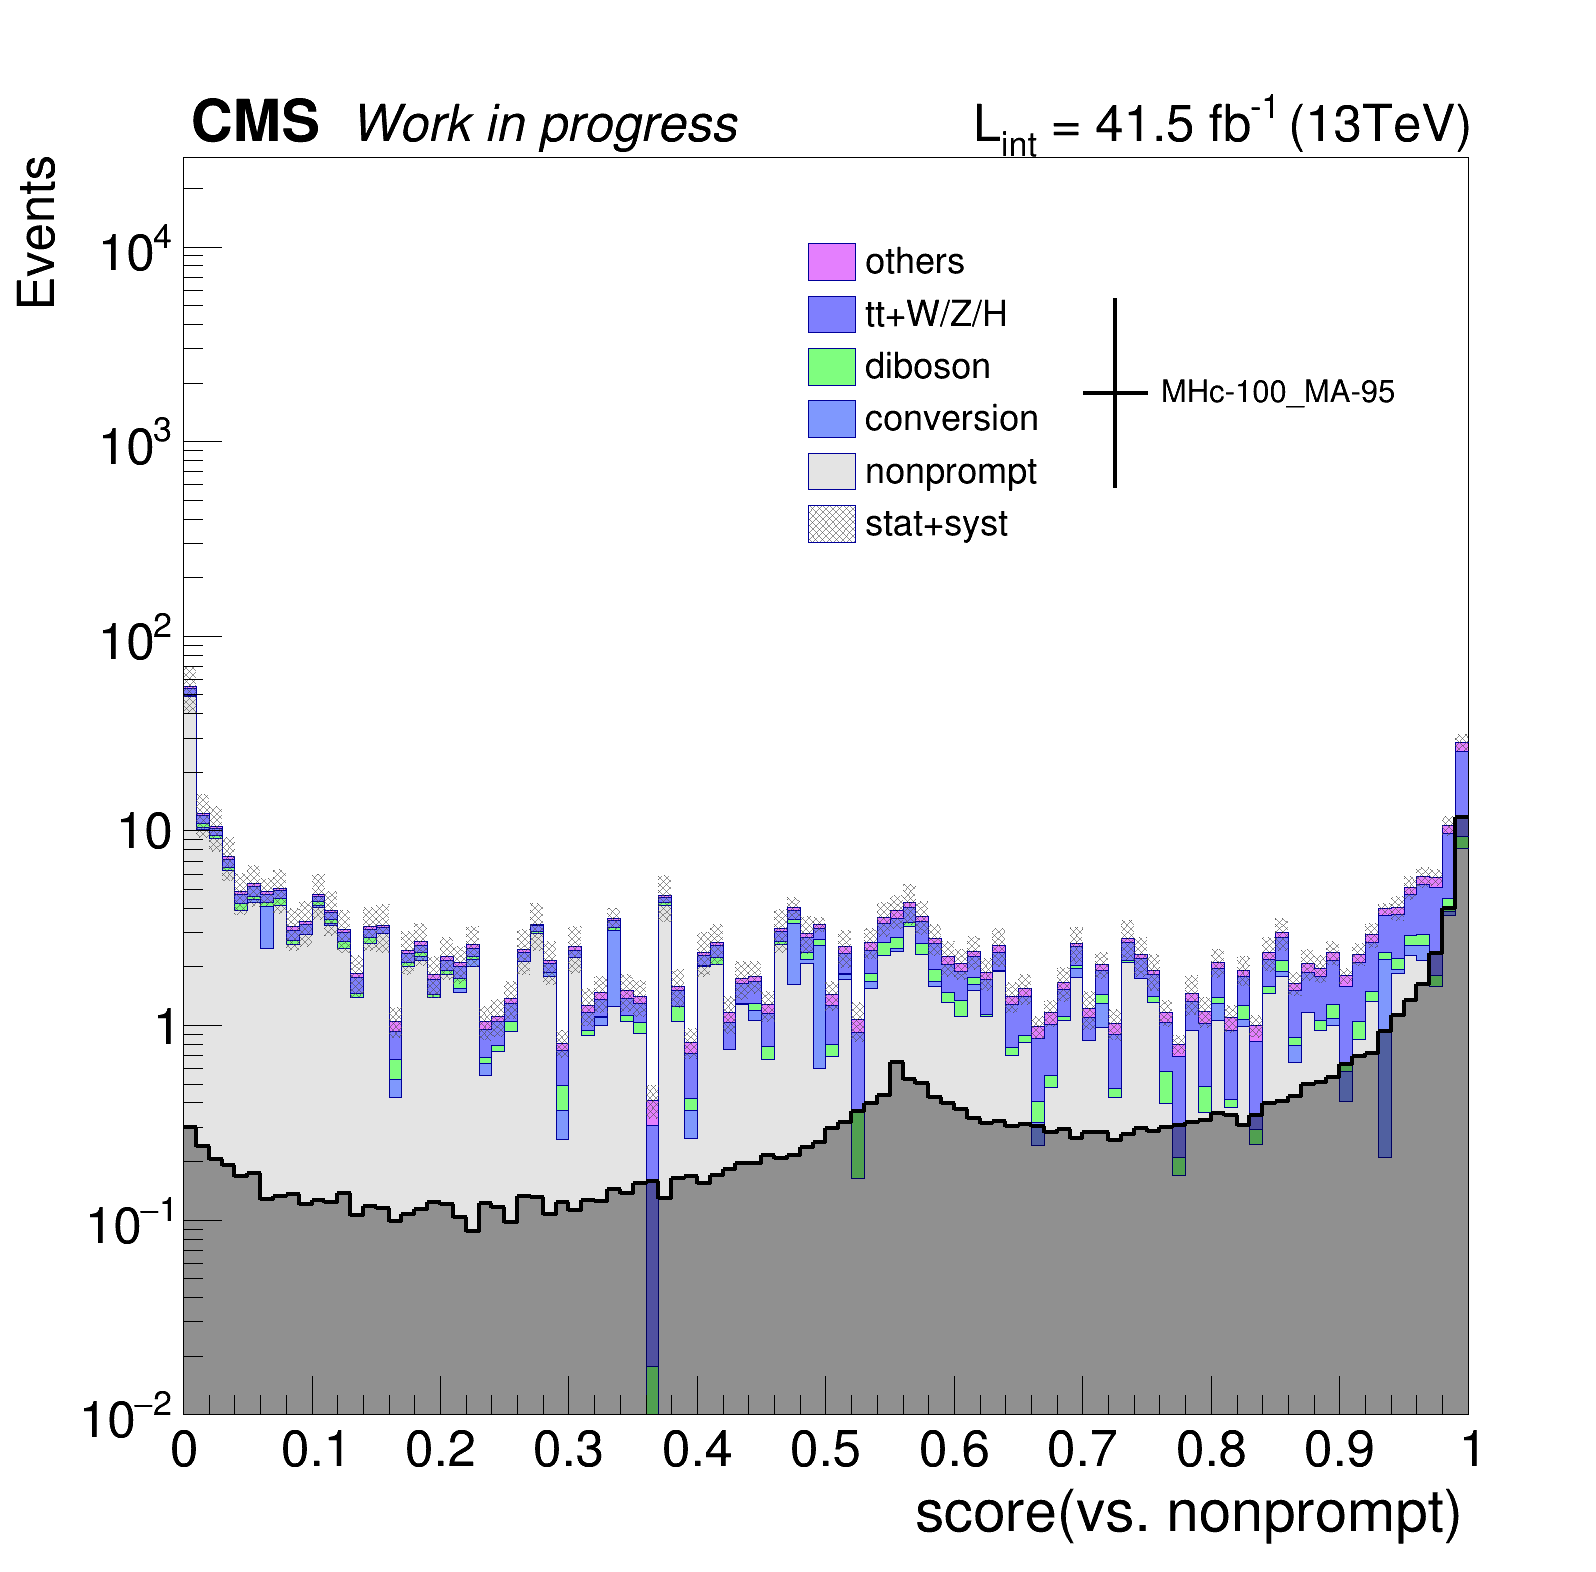 CMS Work in progress
L_int = 41.5 fb^-1 (13TeV)
Events
10^4
10^3
10^2
10
1
10^−1
10^−2
others
tt+W/Z/H
diboson
conversion
nonprompt
stat+syst
MHc-100_MA-95
0 0.1 0.2 0.3 0.4 0.5 0.6 0.7 0.8 0.9 1
score(vs. nonprompt)